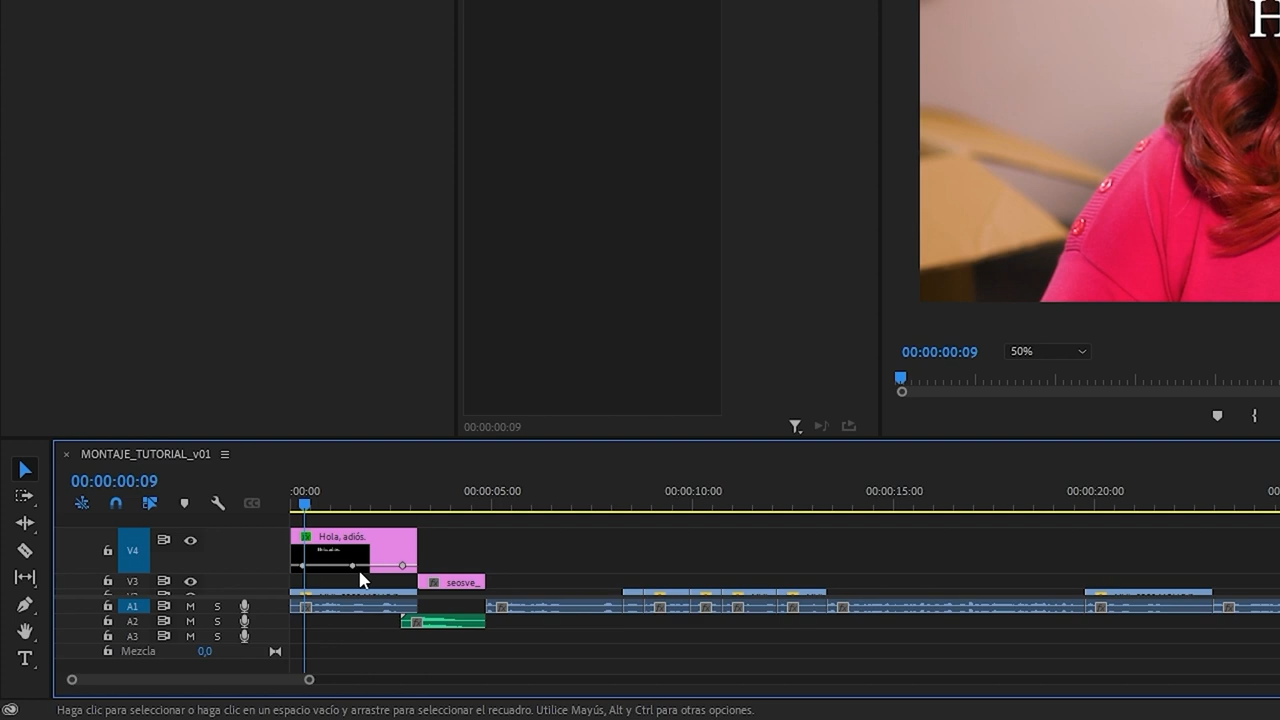 H
00:00:00:09
50%
00:00:00:09
× MONTAJE_TUTORIAL_v01
00:00:00:09
:00:00 00:00:05:00 00:00:10:00 00:00:15:00 00:00:20:00 00
V4 Hola, adiós.
V3 seosve_
A1 M S
A2 M S
A3 M S
Mezcla 0,0
Haga clic para seleccionar o haga clic en un espacio vacío y arrastre para seleccionar el recuadro. Utilice Mayús, Alt y Ctrl para otras opciones.